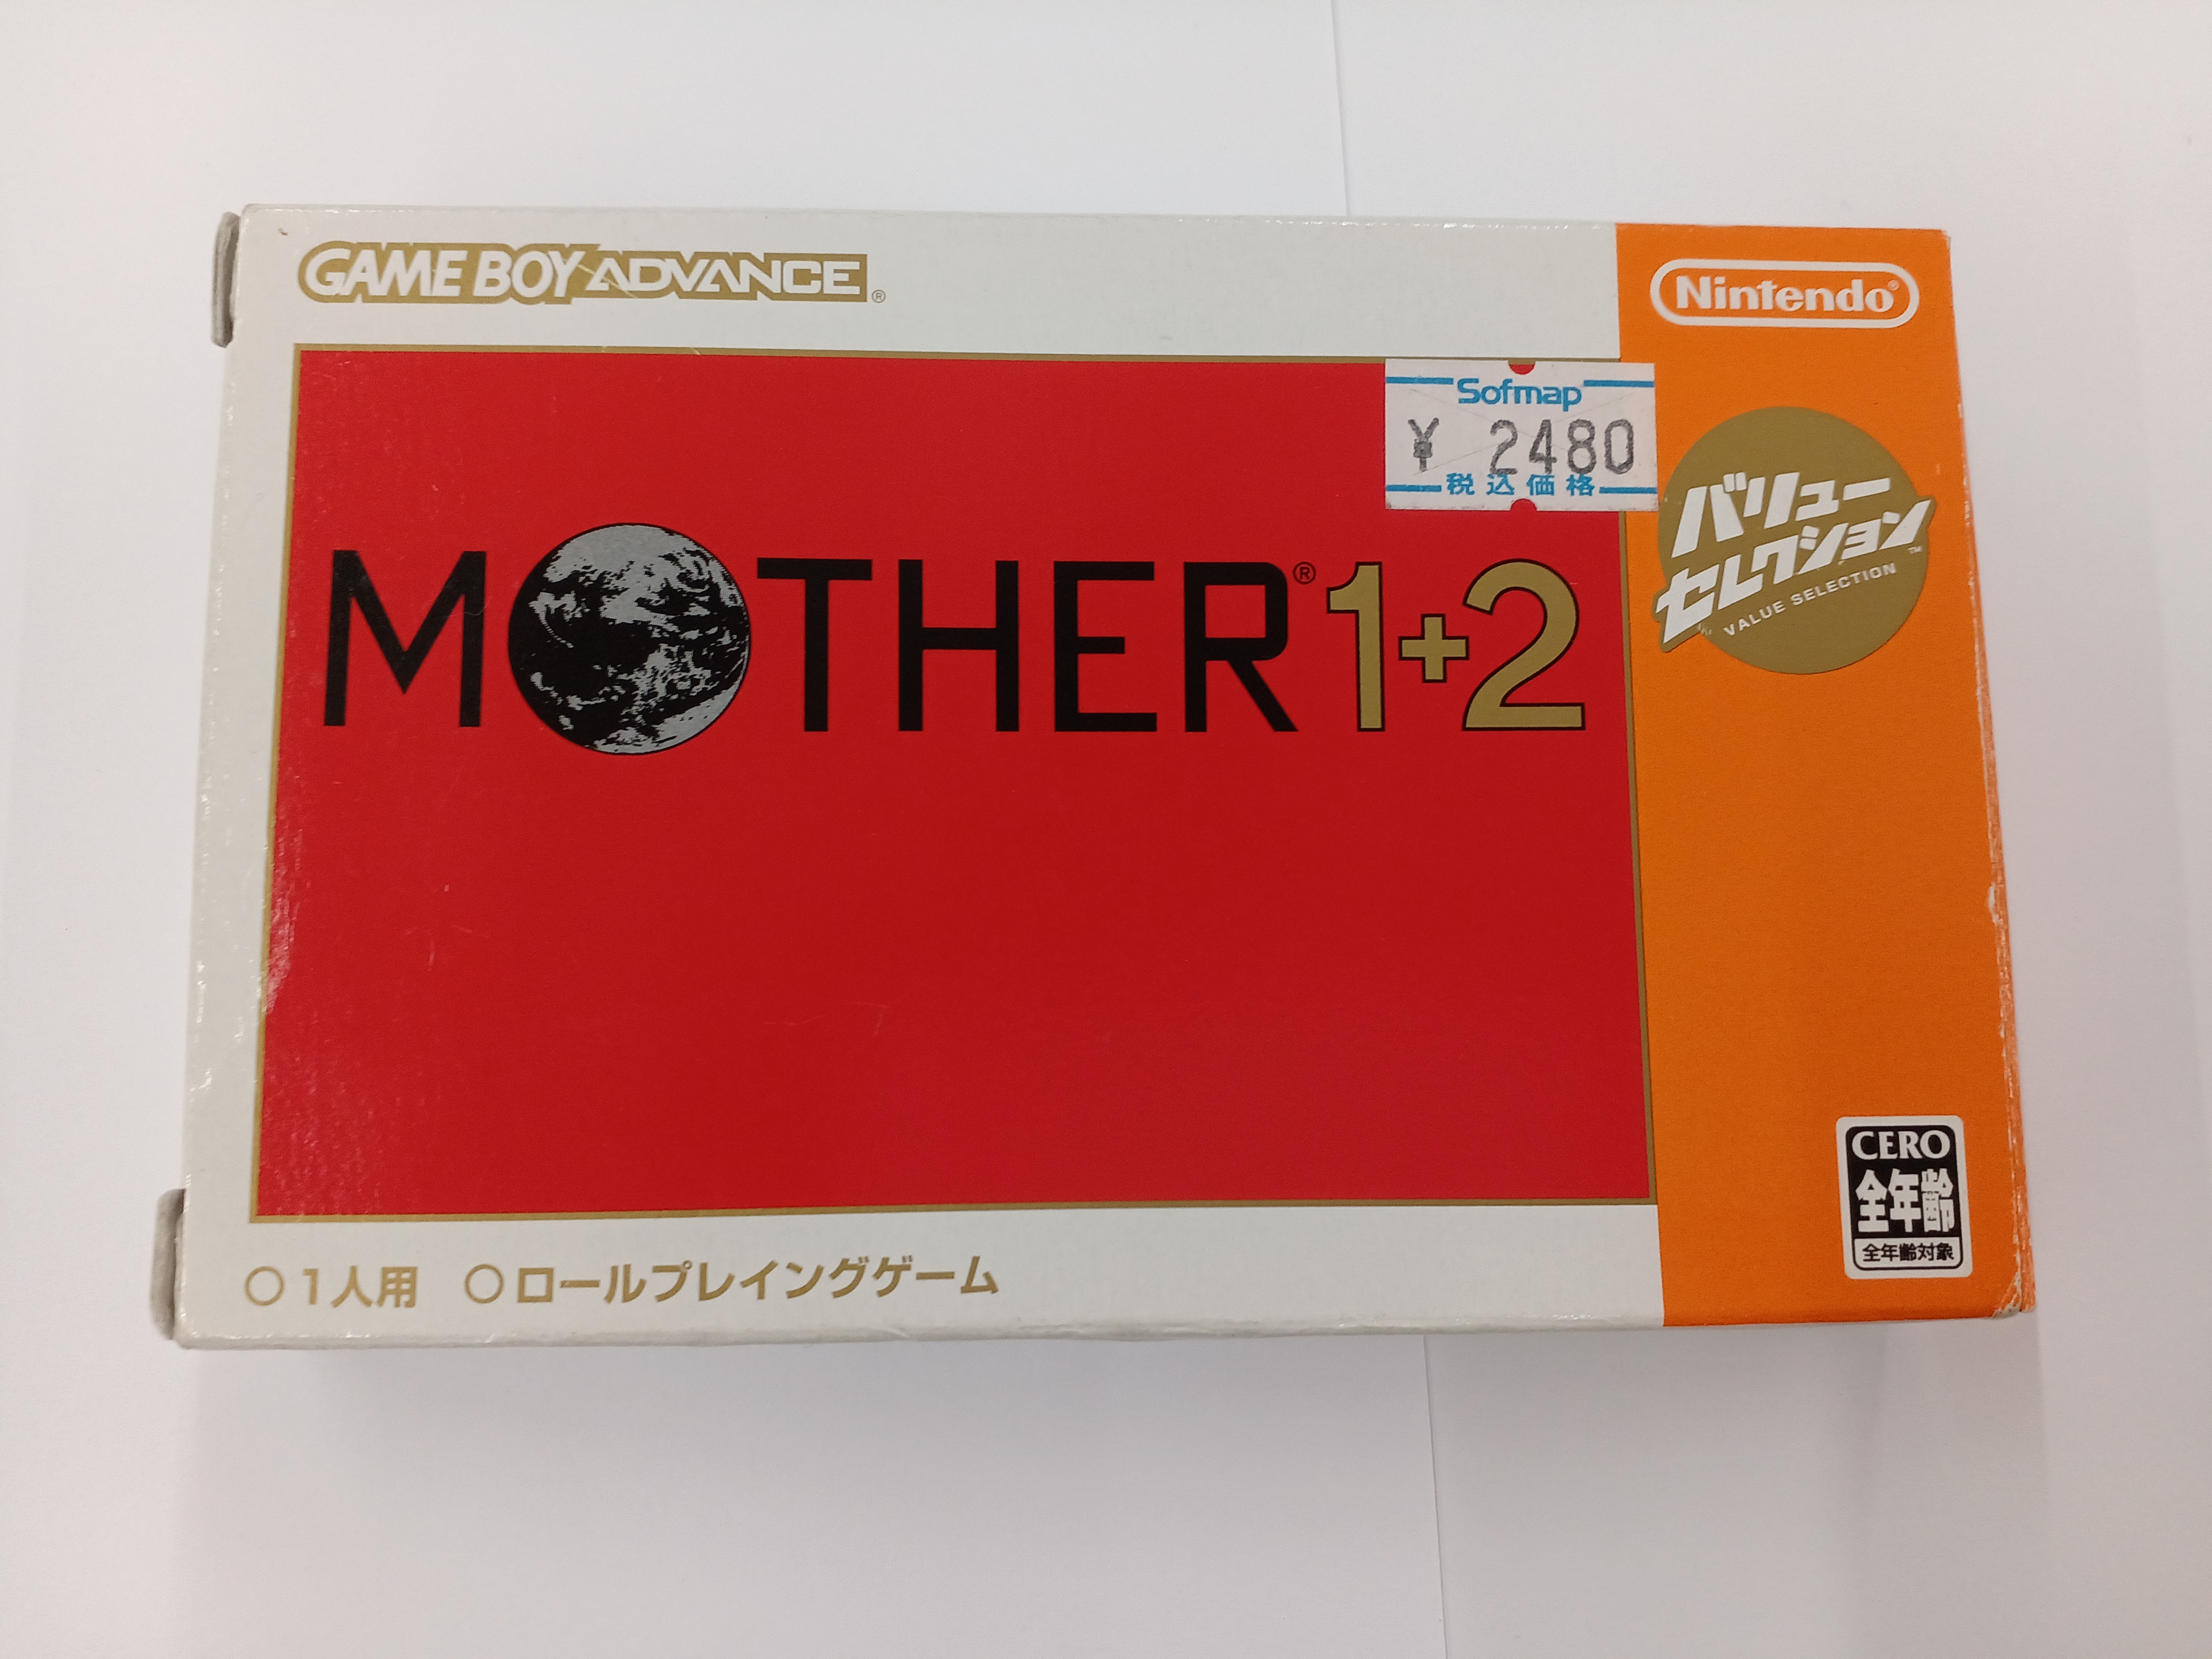 GAME BOY ADVANCE®
Nintendo®
Sofmap
¥ 2480
税込価格
バリュー
セレクション™
VALUE SELECTION
MOTHER®1+2
CERO
全年齢
全年齢対象
○1人用 ○ロールプレイングゲーム